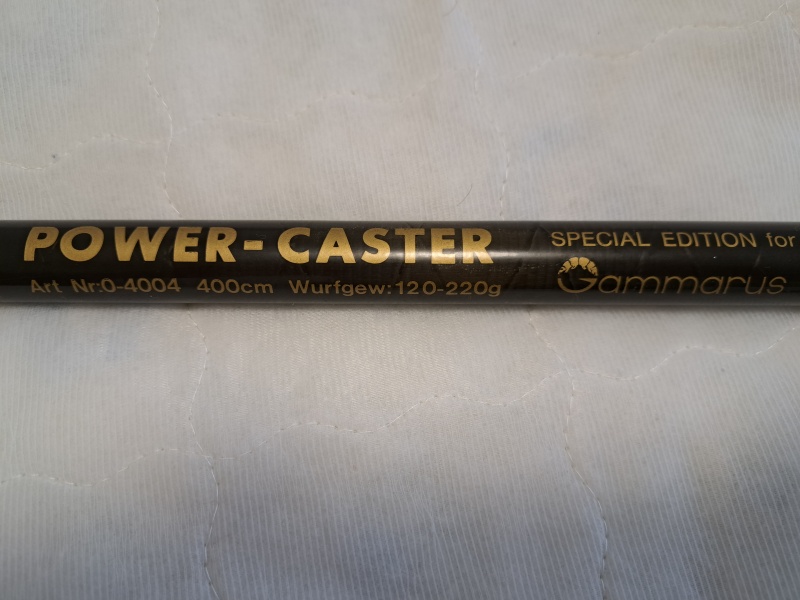 POWER-CASTER
Art Nr:0-4004 400cm Wurfgew:120-220g
SPECIAL EDITION for
Gammarus